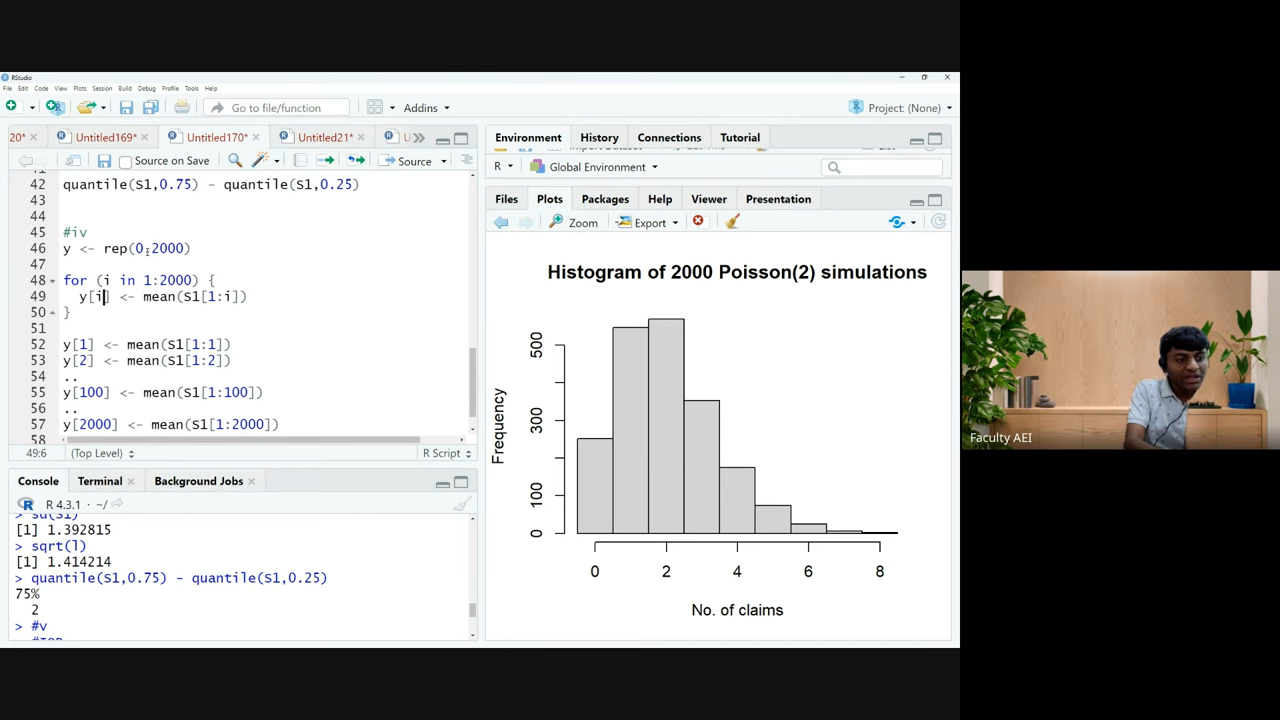 RStudio
File Edit Code View Plots Session Build Debug Profile Tools Help
Go to file/function
Addins
Project: (None)
20*
Untitled169*
Untitled170*
Untitled21*
Source on Save
Source
42 quantile(S1,0.75) - quantile(S1,0.25)
43
44
45 #iv
46 y <- rep(0,2000)
47
48 for (i in 1:2000) {
49 y[i] <- mean(S1[1:i])
50 }
51
52 y[1] <- mean(S1[1:1])
53 y[2] <- mean(S1[1:2])
54 ..
55 y[100] <- mean(S1[1:100])
56 ..
57 y[2000] <- mean(S1[1:2000])
58
49:6 (Top Level) R Script
Console Terminal Background Jobs
R 4.3.1 · ~/
> sd(S1)
[1] 1.392815
> sqrt(l)
[1] 1.414214
> quantile(S1,0.75) - quantile(S1,0.25)
75%
2
> #v
Environment History Connections Tutorial
R Global Environment
Files Plots Packages Help Viewer Presentation
Zoom Export
Histogram of 2000 Poisson(2) simulations
Frequency
500
300
100
0
0 2 4 6 8
No. of claims
Faculty AEI